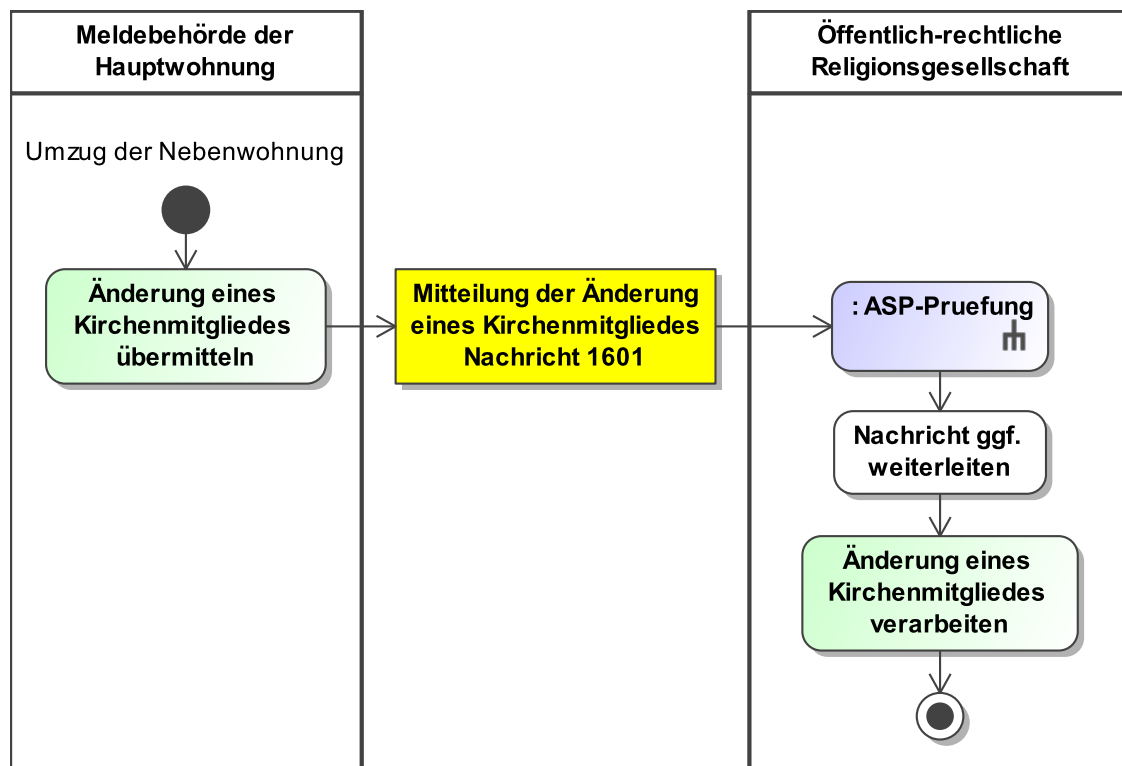 Meldebehörde der
Hauptwohnung
Öffentlich-rechtliche
Religionsgesellschaft
Umzug der Nebenwohnung
Änderung eines
Kirchenmitgliedes
übermitteln
Mitteilung der Änderung
eines Kirchenmitgliedes
Nachricht 1601
: ASP-Pruefung
Nachricht ggf.
weiterleiten
Änderung eines
Kirchenmitgliedes
verarbeiten